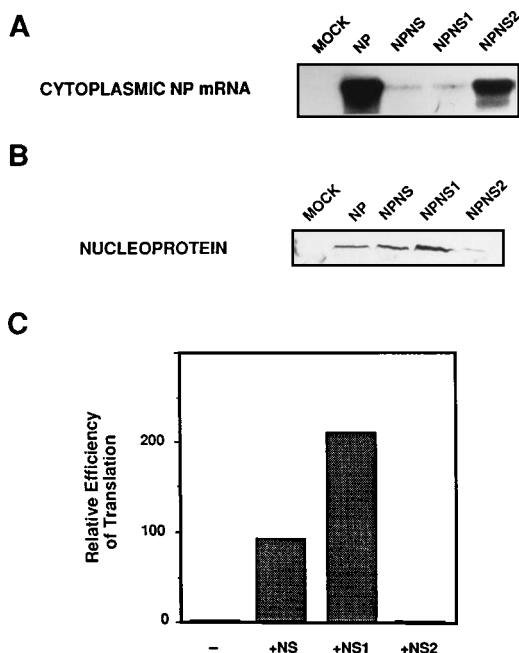 A
MOCK NP NPNS NPNS1 NPNS2
CYTOPLASMIC NP mRNA
B
MOCK NP NPNS NPNS1 NPNS2
NUCLEOPROTEIN
C
Relative Efficiency
of Translation
200
100
0
– +NS +NS1 +NS2